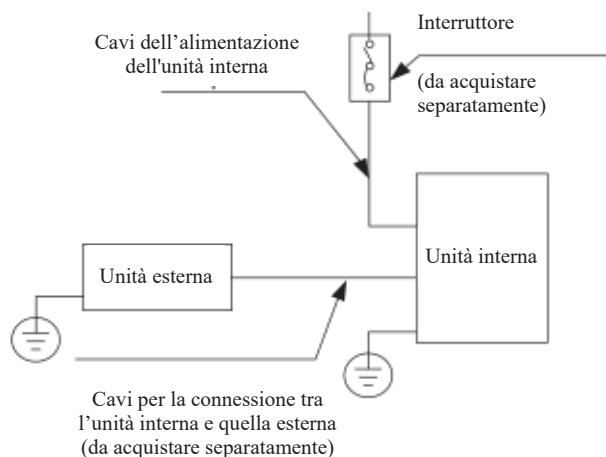 Cavi dell’alimentazione
dell'unità interna
Interruttore
(da acquistare
separatamente)
Unità esterna
Unità interna
Cavi per la connessione tra
l’unità interna e quella esterna
(da acquistare separatamente)